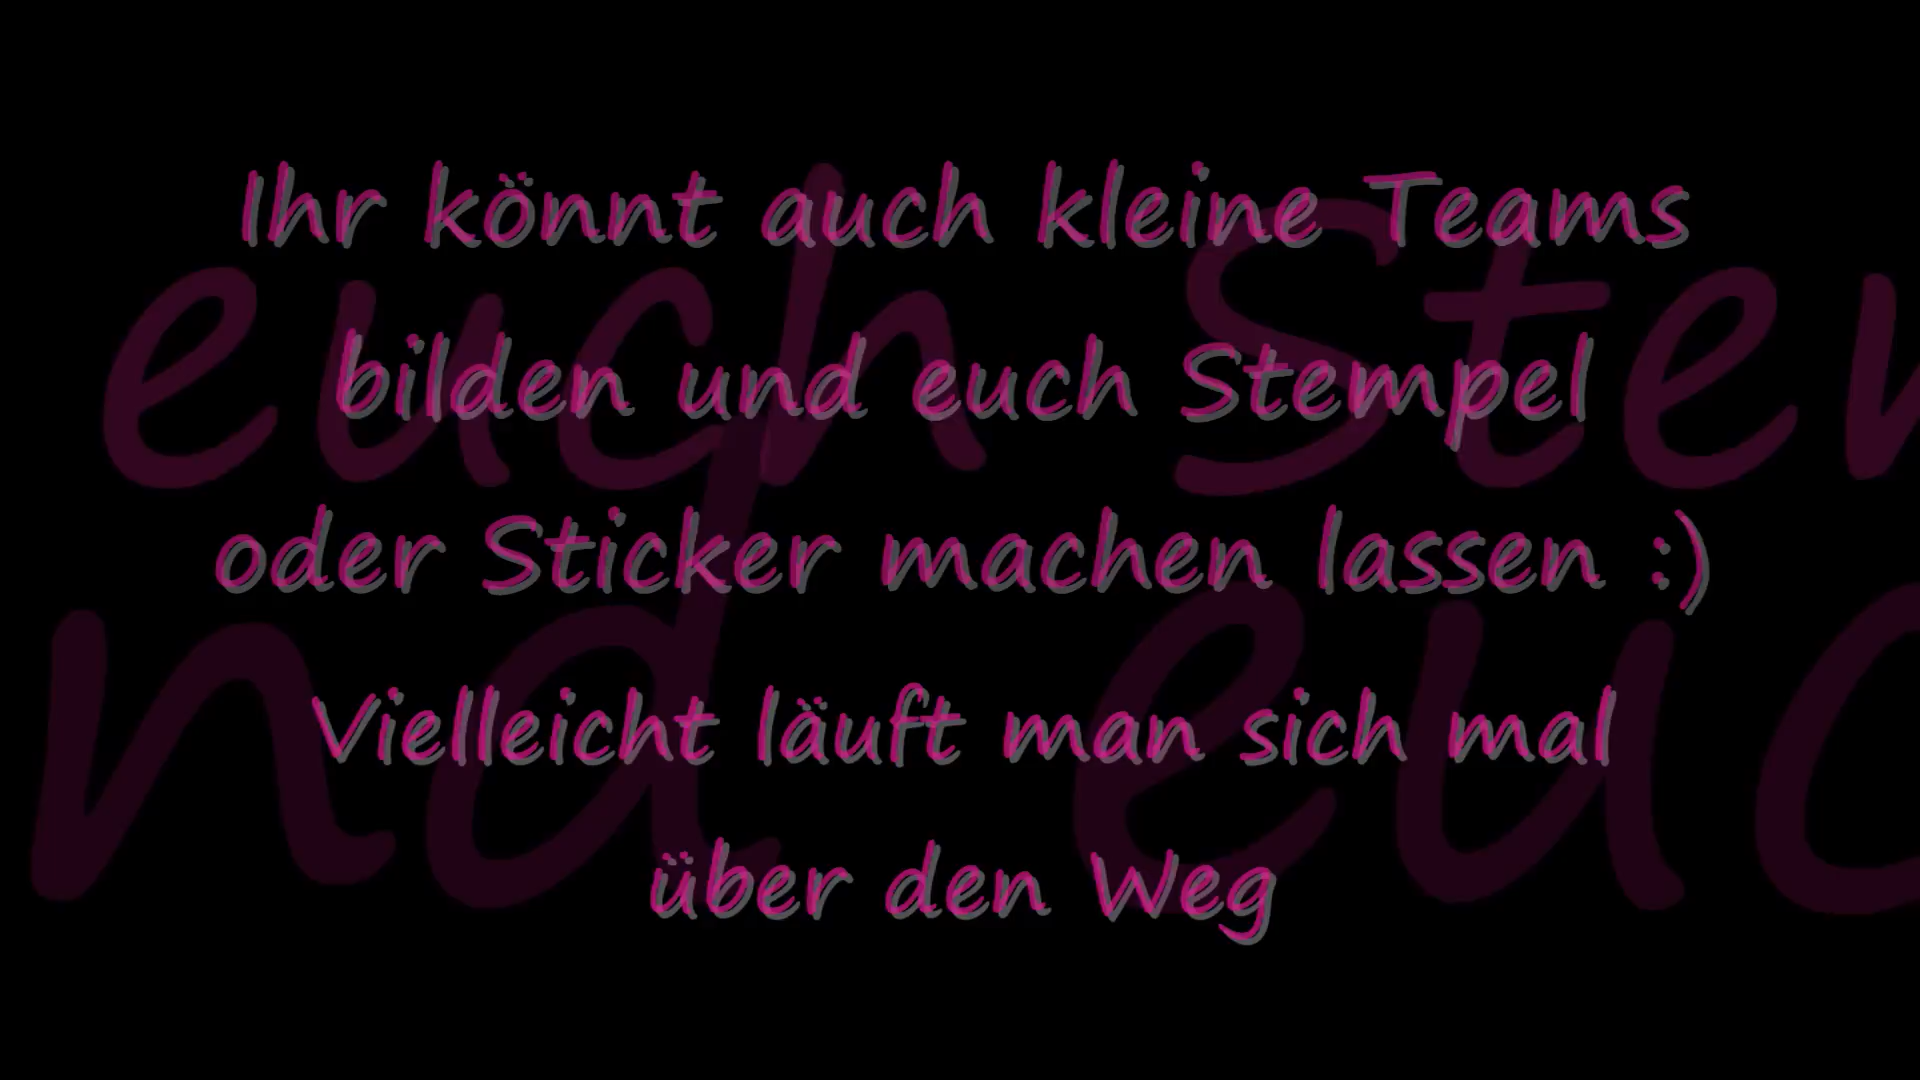 Ihr könnt auch kleine Teams
bilden und euch Stempel
oder Sticker machen lassen :)
Vielleicht läuft man sich mal
über den Weg